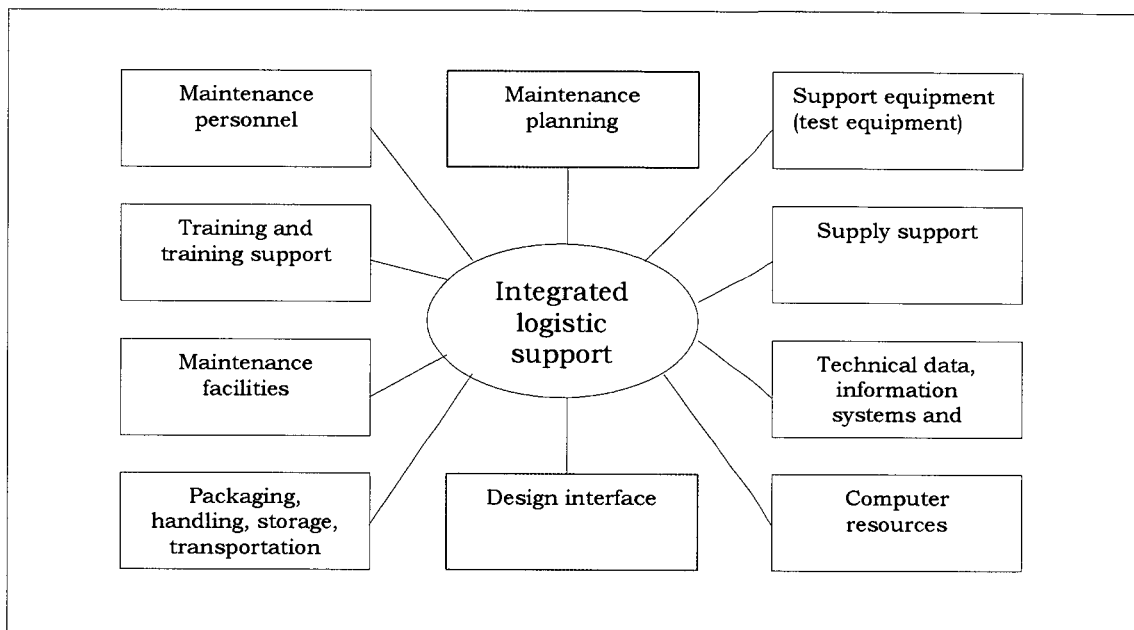 Maintenance
personnel
Maintenance
planning
Support equipment
(test equipment)
Training and
training support
Supply support
Integrated
logistic
support
Maintenance
facilities
Technical data,
information
systems and
Packaging,
handling, storage,
transportation
Design interface
Computer
resources